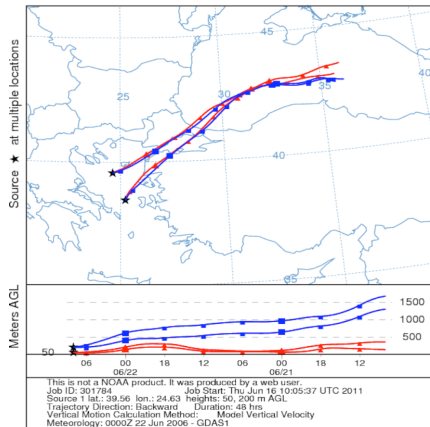 45
40
25
30
35
40
35
Source ★ at multiple locations
Meters AGL
1500
1000
500
50
06 00 18 12 06 00 18 12
06/22 06/21
This is not a NOAA product. It was produced by a web user.
Job ID: 301784 Job Start: Thu Jun 16 10:05:37 UTC 2011
Source 1 lat.: 39.56 lon.: 24.63 heights: 50, 200 m AGL
Trajectory Direction: Backward Duration: 48 hrs
Vertical Motion Calculation Method: Model Vertical Velocity
Meteorology: 0000Z 22 Jun 2006 - GDAS1